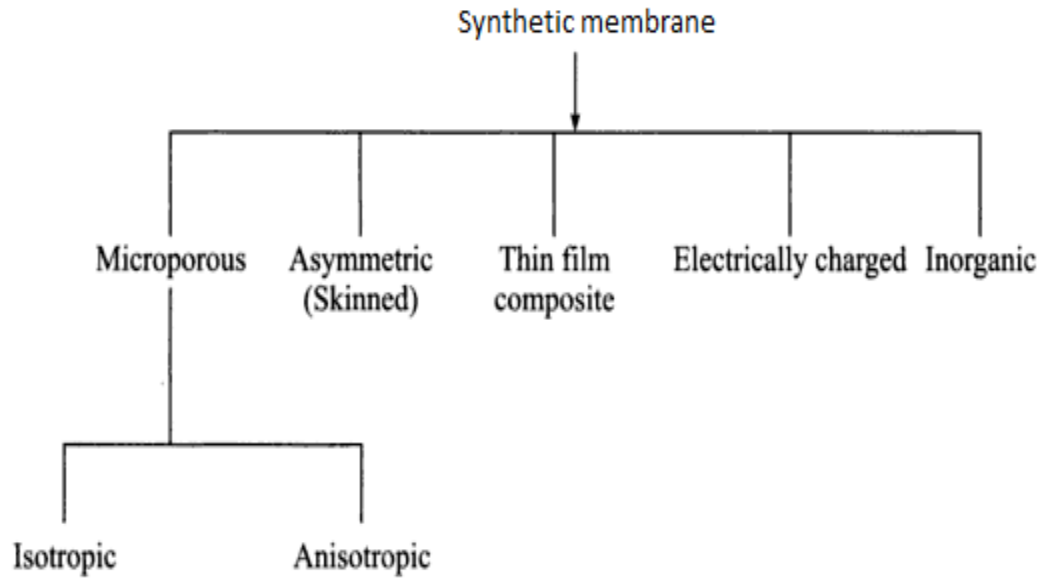 Synthetic membrane
Microporous
Asymmetric
(Skinned)
Thin film
composite
Electrically charged
Inorganic
Isotropic
Anisotropic